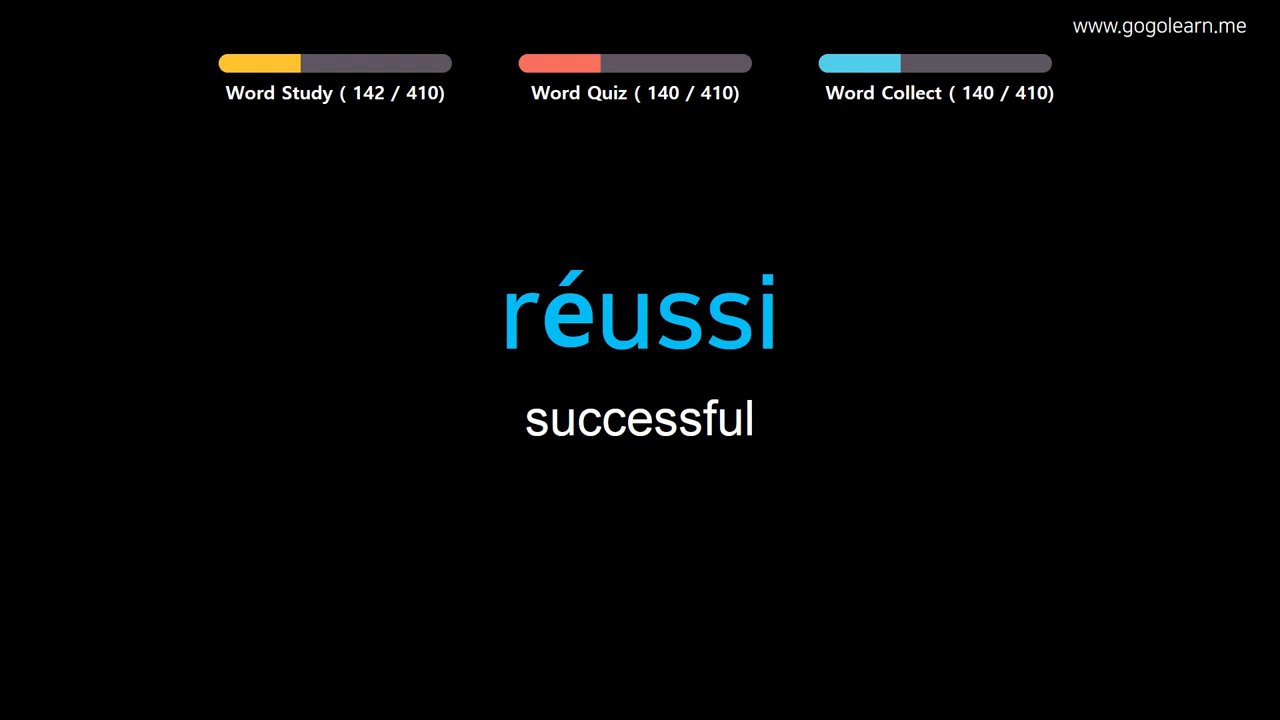 www.gogolearn.me
Word Study ( 142 / 410)
Word Quiz ( 140 / 410)
Word Collect ( 140 / 410)
réussi
successful